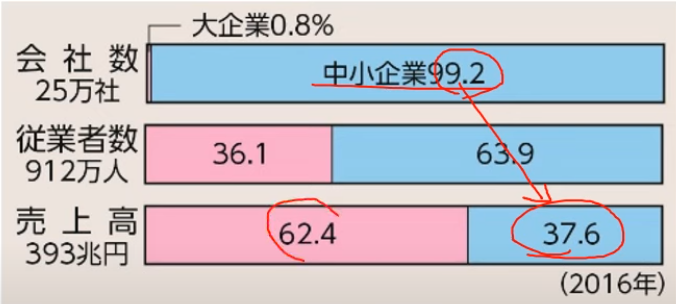 大企業0.8%
会社数
25万社
中小企業99.2
従業者数
912万人
36.1 63.9
売上高
393兆円
62.4 37.6
(2016年)